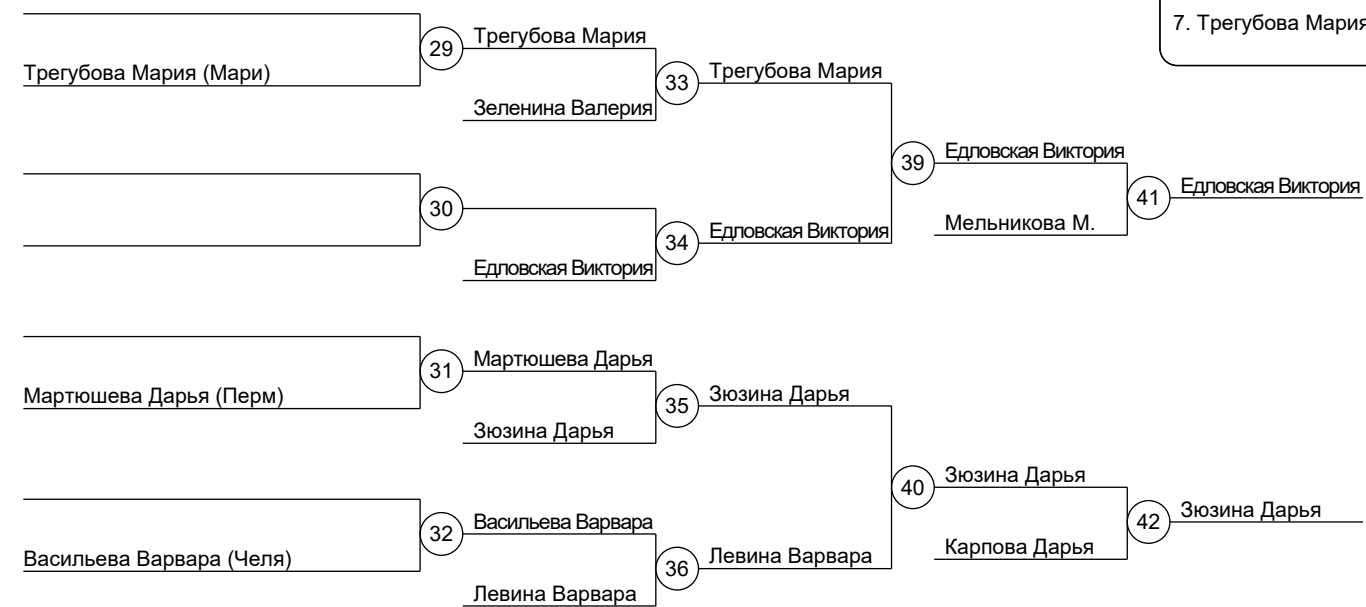 7. Трегубова Мария
29
Трегубова Мария
Трегубова Мария (Мари)
33
Трегубова Мария
Зеленина Валерия
39
Едловская Виктория
41
Едловская Виктория
30
Мельникова М.
34
Едловская Виктория
Едловская Виктория
31
Мартюшева Дарья
Мартюшева Дарья (Перм)
35
Зюзина Дарья
Зюзина Дарья
40
Зюзина Дарья
42
Зюзина Дарья
32
Васильева Варвара
Васильева Варвара (Челя)
36
Левина Варвара
Карпова Дарья
Левина Варвара